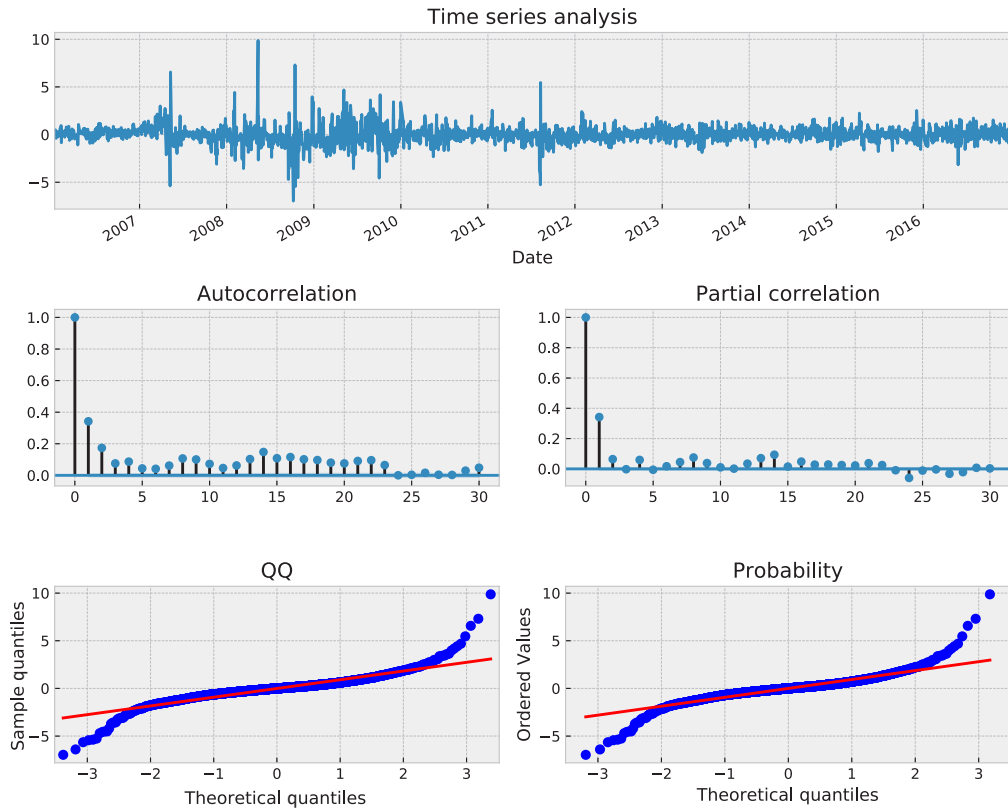 Time series analysis
10
5
0
−5
2007 2008 2009 2010 2011 2012 2013 2014 2015 2016
Date
Autocorrelation
1.0
0.8
0.6
0.4
0.2
0.0
0 5 10 15 20 25 30
Partial correlation
1.0
0.8
0.6
0.4
0.2
0.0
0 5 10 15 20 25 30
QQ
Sample quantiles
10
5
0
−5
−3 −2 −1 0 1 2 3
Theoretical quantiles
Probability
Ordered Values
10
5
0
−5
−3 −2 −1 0 1 2 3
Theoretical quantiles